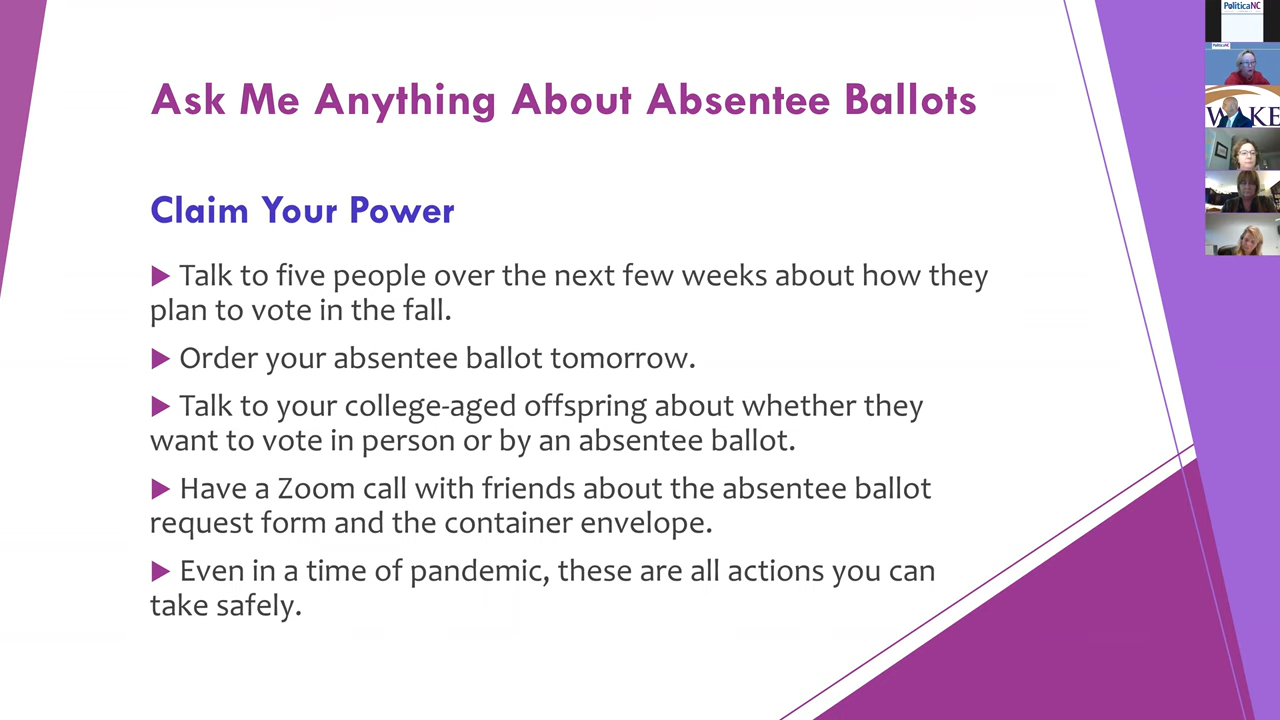 Ask Me Anything About Absentee Ballots
Claim Your Power
Talk to five people over the next few weeks about how they
plan to vote in the fall.
Order your absentee ballot tomorrow.
Talk to your college-aged offspring about whether they
want to vote in person or by an absentee ballot.
Have a Zoom call with friends about the absentee ballot
request form and the container envelope.
Even in a time of pandemic, these are all actions you can
take safely.
PoliticaNC
PoliticaNC